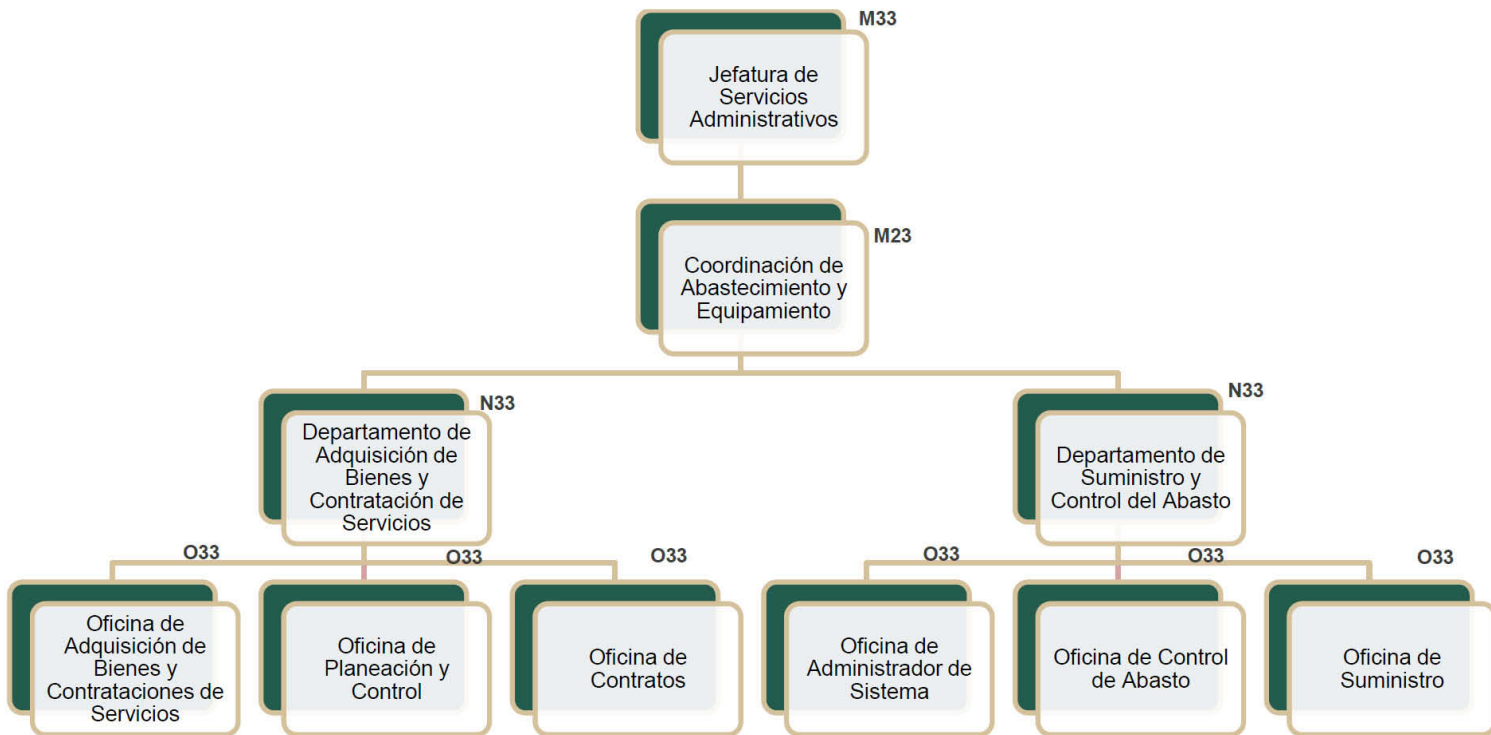 M33
Jefatura de
Servicios
Administrativos
M23
Coordinación de
Abastecimiento y
Equipamiento
N33
Departamento de
Adquisición de
Bienes y
Contratación de
Servicios
N33
Departamento de
Suministro y
Control del Abasto
O33
Oficina de
Adquisición de
Bienes y
Contrataciones de
Servicios
O33
Oficina de
Planeación y
Control
O33
Oficina de
Contratos
O33
Oficina de
Administrador de
Sistema
O33
Oficina de Control
de Abasto
O33
Oficina de
Suministro